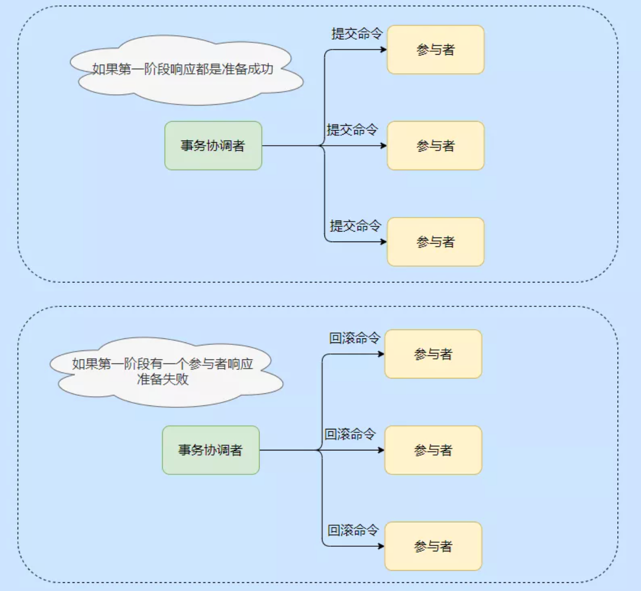 提交命令
参与者
如果第一阶段响应都是准备成功
提交命令
事务协调者
参与者
提交命令
参与者
回滚命令
参与者
如果第一阶段有一个参与者响应
准备失败
回滚命令
事务协调者
参与者
回滚命令
参与者